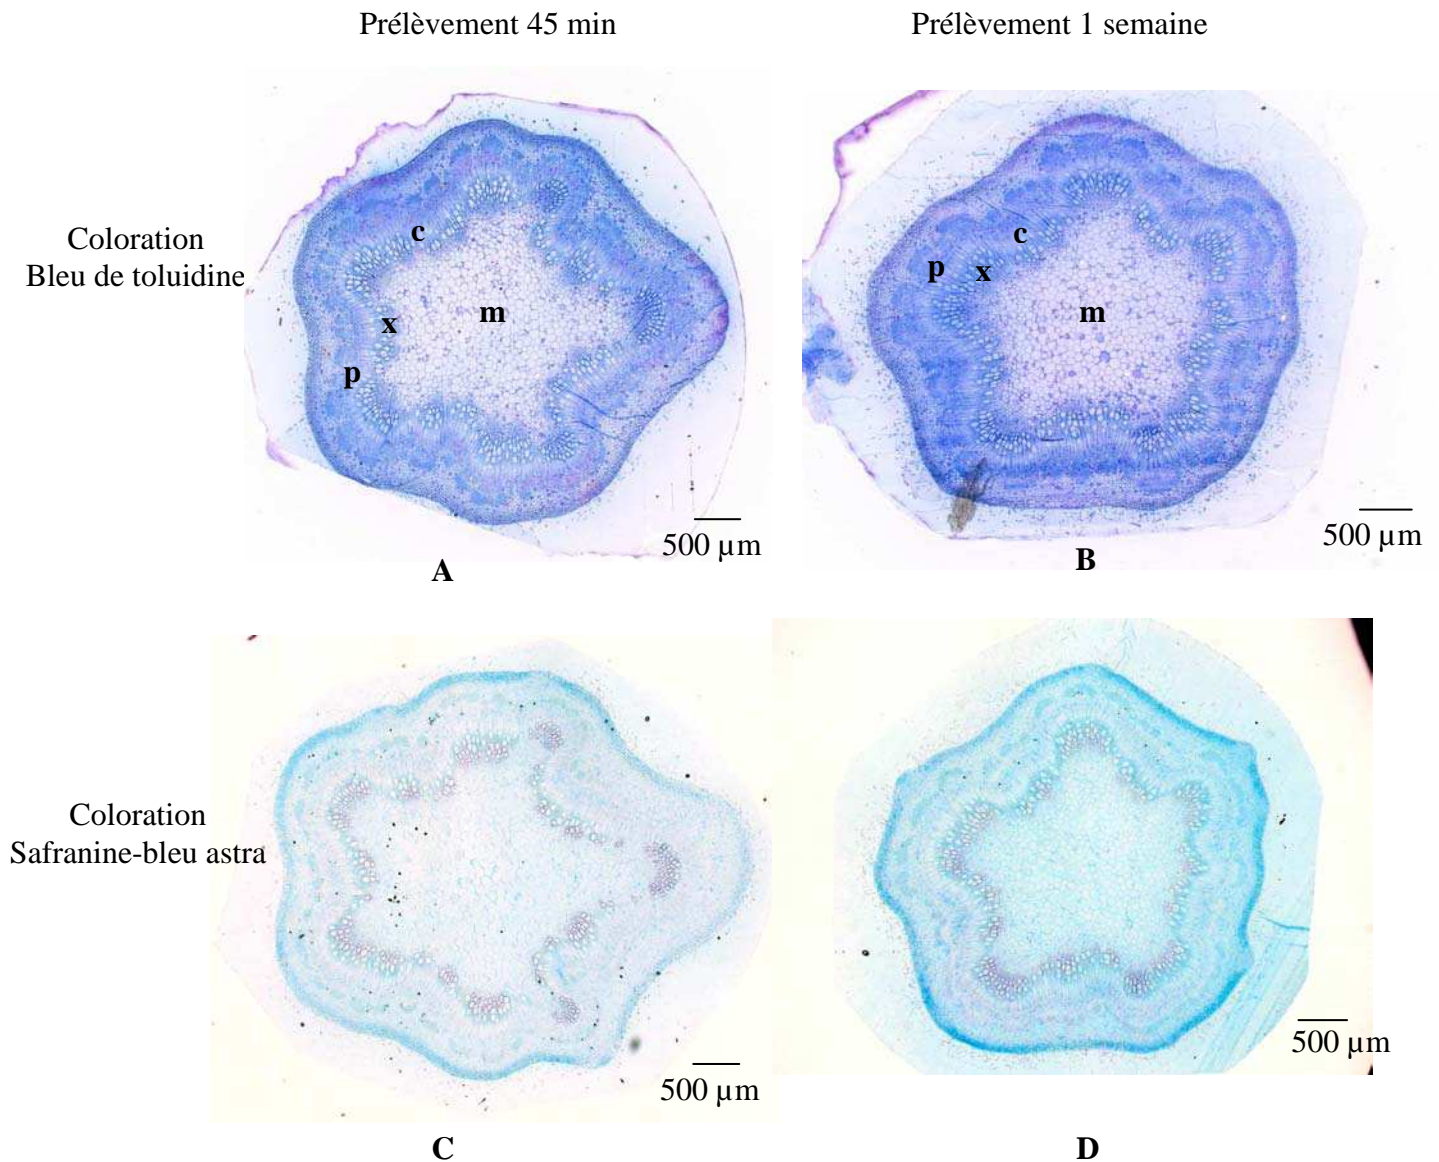 Prélèvement 45 min
Prélèvement 1 semaine
Coloration
Bleu de toluidine
c
x
m
p
500 µm
A
c
p
x
m
500 µm
B
Coloration
Safranine-bleu astra
500 µm
C
500 µm
D